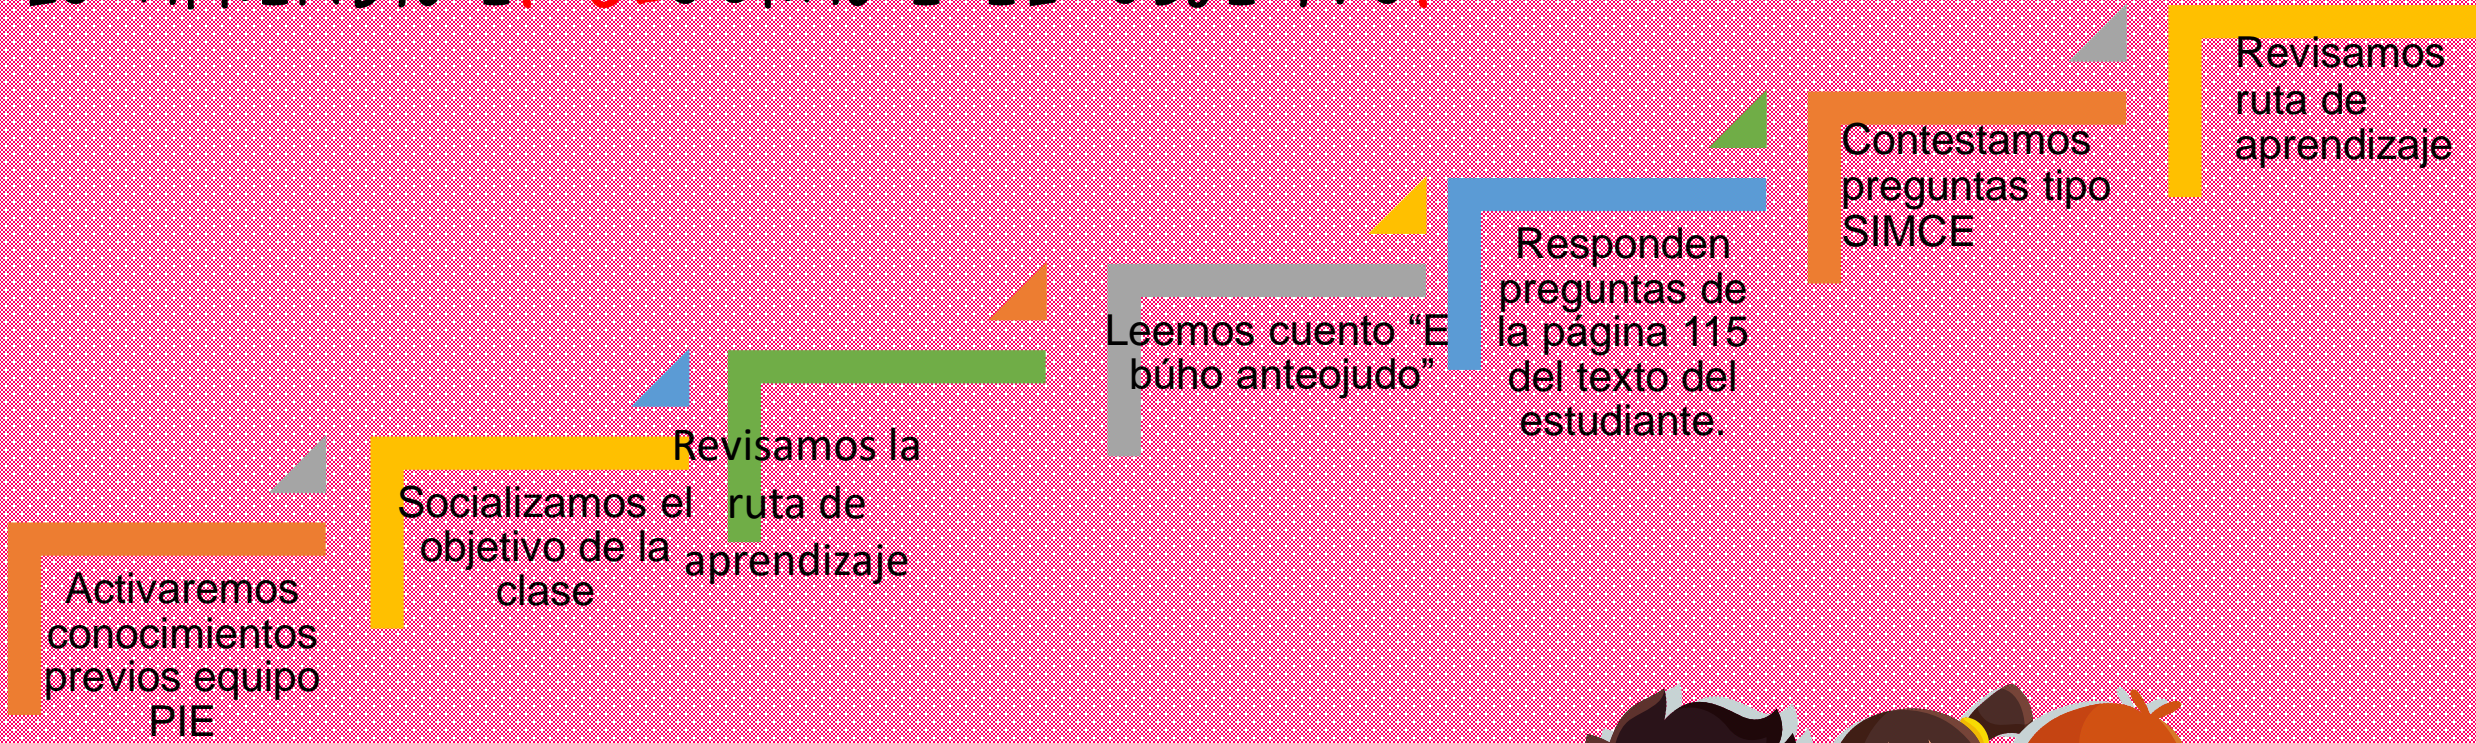 Activaremos
conocimientos
previos equipo
PIE
Socializamos el
objetivo de la
clase
Revisamos la
ruta de
aprendizaje
Leemos cuento “E
búho anteojudo”
Responden
preguntas de
la página 115
del texto del
estudiante.
Contestamos
preguntas tipo
SIMCE
Revisamos
ruta de
aprendizaje